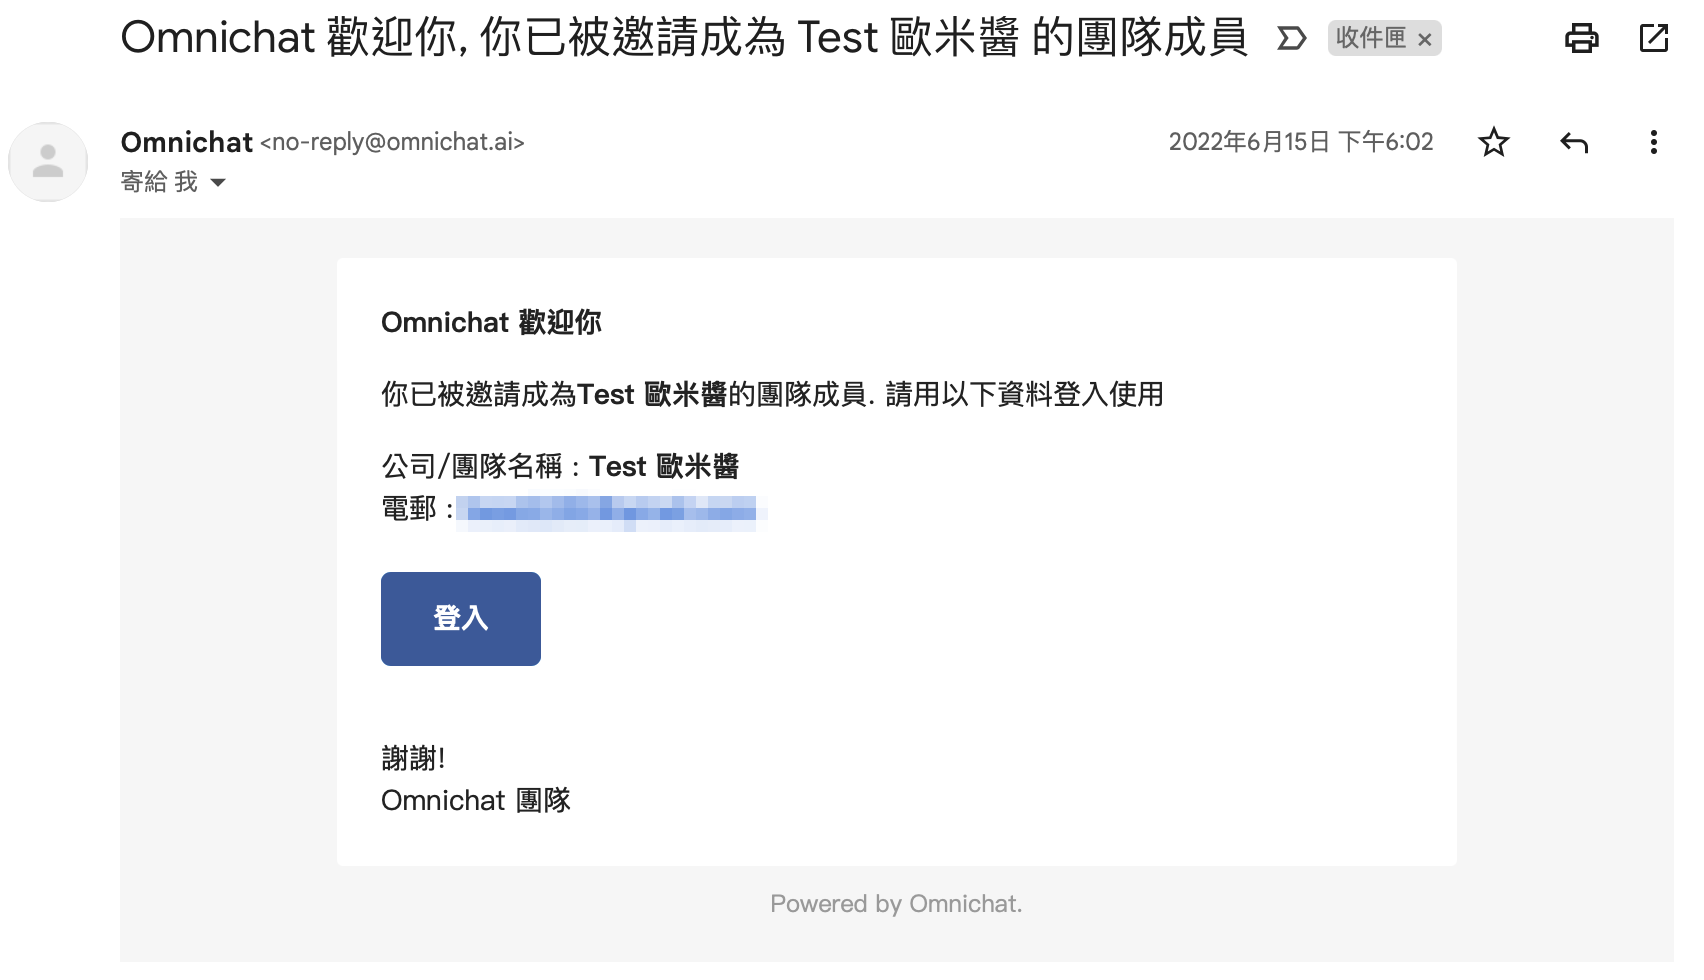 Omnichat 歡迎你, 你已被邀請成為 Test 歐米醬 的團隊成員
收件匣 ×
Omnichat <no-reply@omnichat.ai>
2022年6月15日 下午6:02
寄給 我
Omnichat 歡迎你
你已被邀請成為Test 歐米醬的團隊成員. 請用以下資料登入使用
公司/團隊名稱 : Test 歐米醬
電郵 :
登入
謝謝!
Omnichat 團隊
Powered by Omnichat.